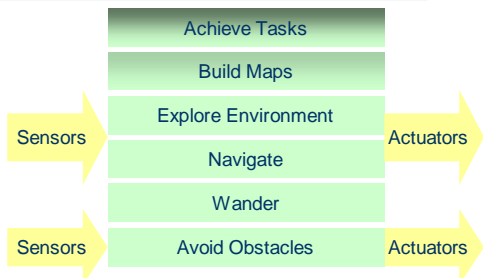 Achieve Tasks
Build Maps
Explore Environment
Sensors
Actuators
Navigate
Wander
Sensors
Avoid Obstacles
Actuators